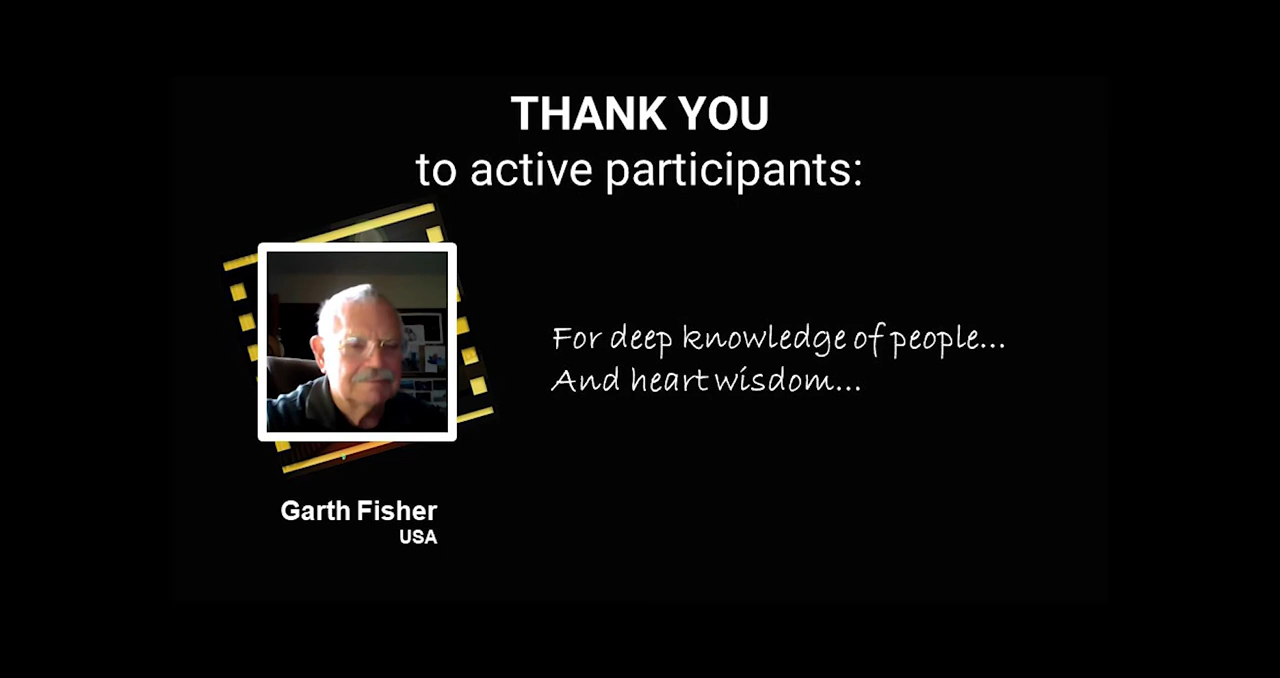 THANK YOU
to active participants:
For deep knowledge of people...
And heart wisdom...
Garth Fisher
USA